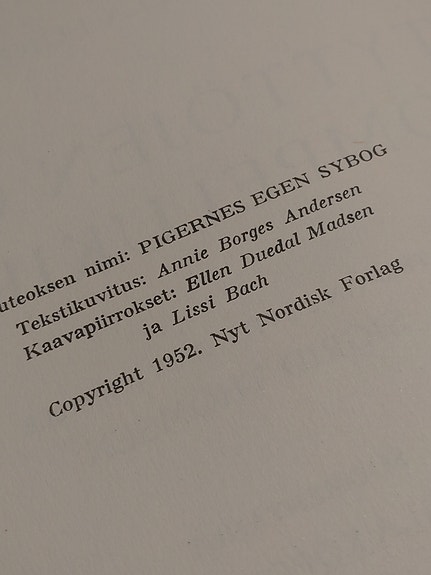 uteoksen nimi: PIGERNES EGEN SYBOG
Tekstikuvitus: Annie Borges Andersen
Kaavapiirrokset: Ellen Duedal Madsen
ja Lissi Bach
Copyright 1952. Nyt Nordisk Forlag